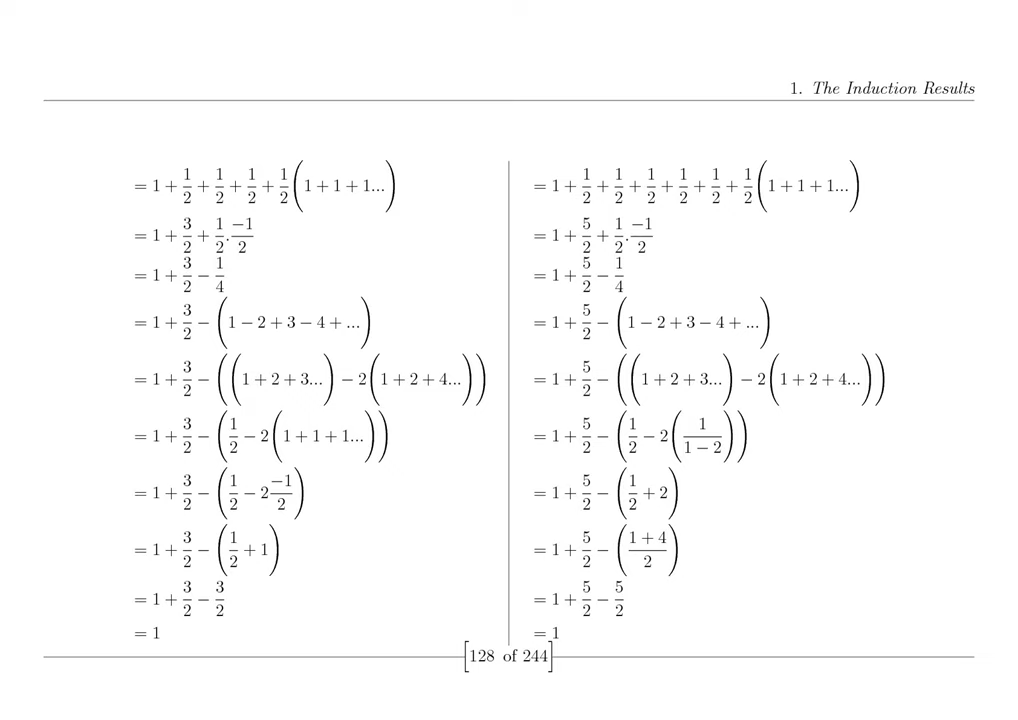 1. The Induction Results
= 1 + 1/2 + 1/2 + 1/2 + 1/2 (1 + 1 + 1...)
= 1 + 3/2 + 1/2 . −1/2
= 1 + 3/2 − 1/4
= 1 + 3/2 − (1 − 2 + 3 − 4 + ...)
= 1 + 3/2 − ((1 + 2 + 3...) − 2(1 + 2 + 4...))
= 1 + 3/2 − (1/2 − 2(1 + 1 + 1...))
= 1 + 3/2 − (1/2 − 2 −1/2)
= 1 + 3/2 − (1/2 + 1)
= 1 + 3/2 − 3/2
= 1
= 1 + 1/2 + 1/2 + 1/2 + 1/2 + 1/2 + 1/2 (1 + 1 + 1...)
= 1 + 5/2 + 1/2 . −1/2
= 1 + 5/2 − 1/4
= 1 + 5/2 − (1 − 2 + 3 − 4 + ...)
= 1 + 5/2 − ((1 + 2 + 3...) − 2(1 + 2 + 4...))
= 1 + 5/2 − (1/2 − 2(1/(1 − 2)))
= 1 + 5/2 − (1/2 + 2)
= 1 + 5/2 − ((1 + 4)/2)
= 1 + 5/2 − 5/2
= 1
[128 of 244]